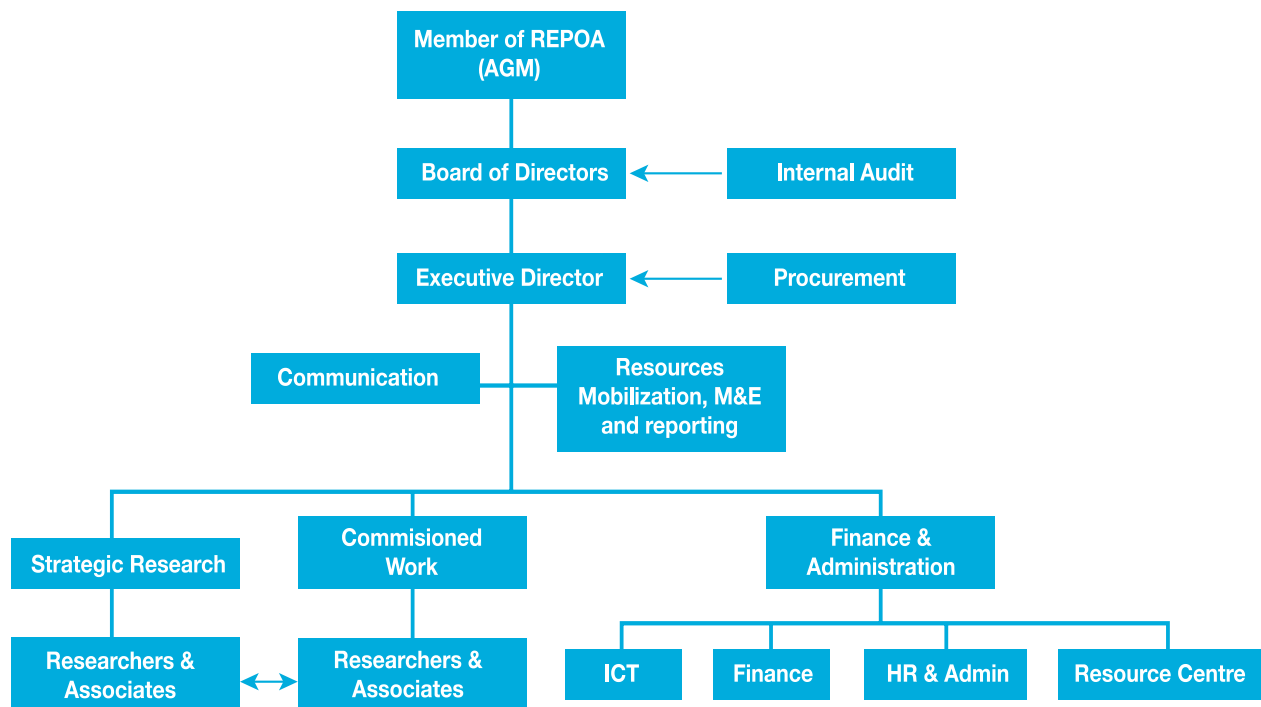 Member of REPOA
(AGM)
Board of Directors
Internal Audit
Executive Director
Procurement
Communication
Resources
Mobilization, M&E
and reporting
Strategic Research
Commisioned
Work
Finance &
Administration
Researchers &
Associates
Researchers &
Associates
ICT
Finance
HR & Admin
Resource Centre